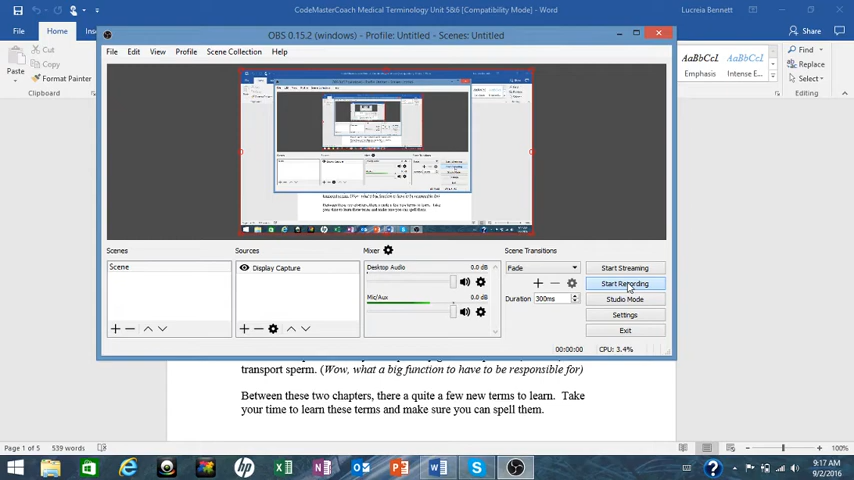 CodeMasterCoach Medical Terminology Unit 5&6 [Compatibility Mode] - Word
Lucreia Bennett
File
Home
Share
Cut
Copy
Paste
Format Painter
Clipboard
AaBbCcl
AaBbCcl
Emphasis
Intense E...
Find
Replace
Select
Editing
OBS 0.15.2 (windows) - Profile: Untitled - Scenes: Untitled
File Edit View Profile Scene Collection Help
Scenes
Sources
Mixer
Scene Transitions
Scene
Display Capture
Desktop Audio
0.0 dB
Mic/Aux
0.0 dB
Fade
Duration 300ms
Start Streaming
Start Recording
Studio Mode
Settings
Exit
00:00:00
CPU: 3.4%
transport sperm. (Wow, what a big function to have to be responsible for)
Between these two chapters, there a quite a few new terms to learn. Take
your time to learn these terms and make sure you can spell them.
Page 1 of 5
539 words
100%
9:17 AM
9/2/2016